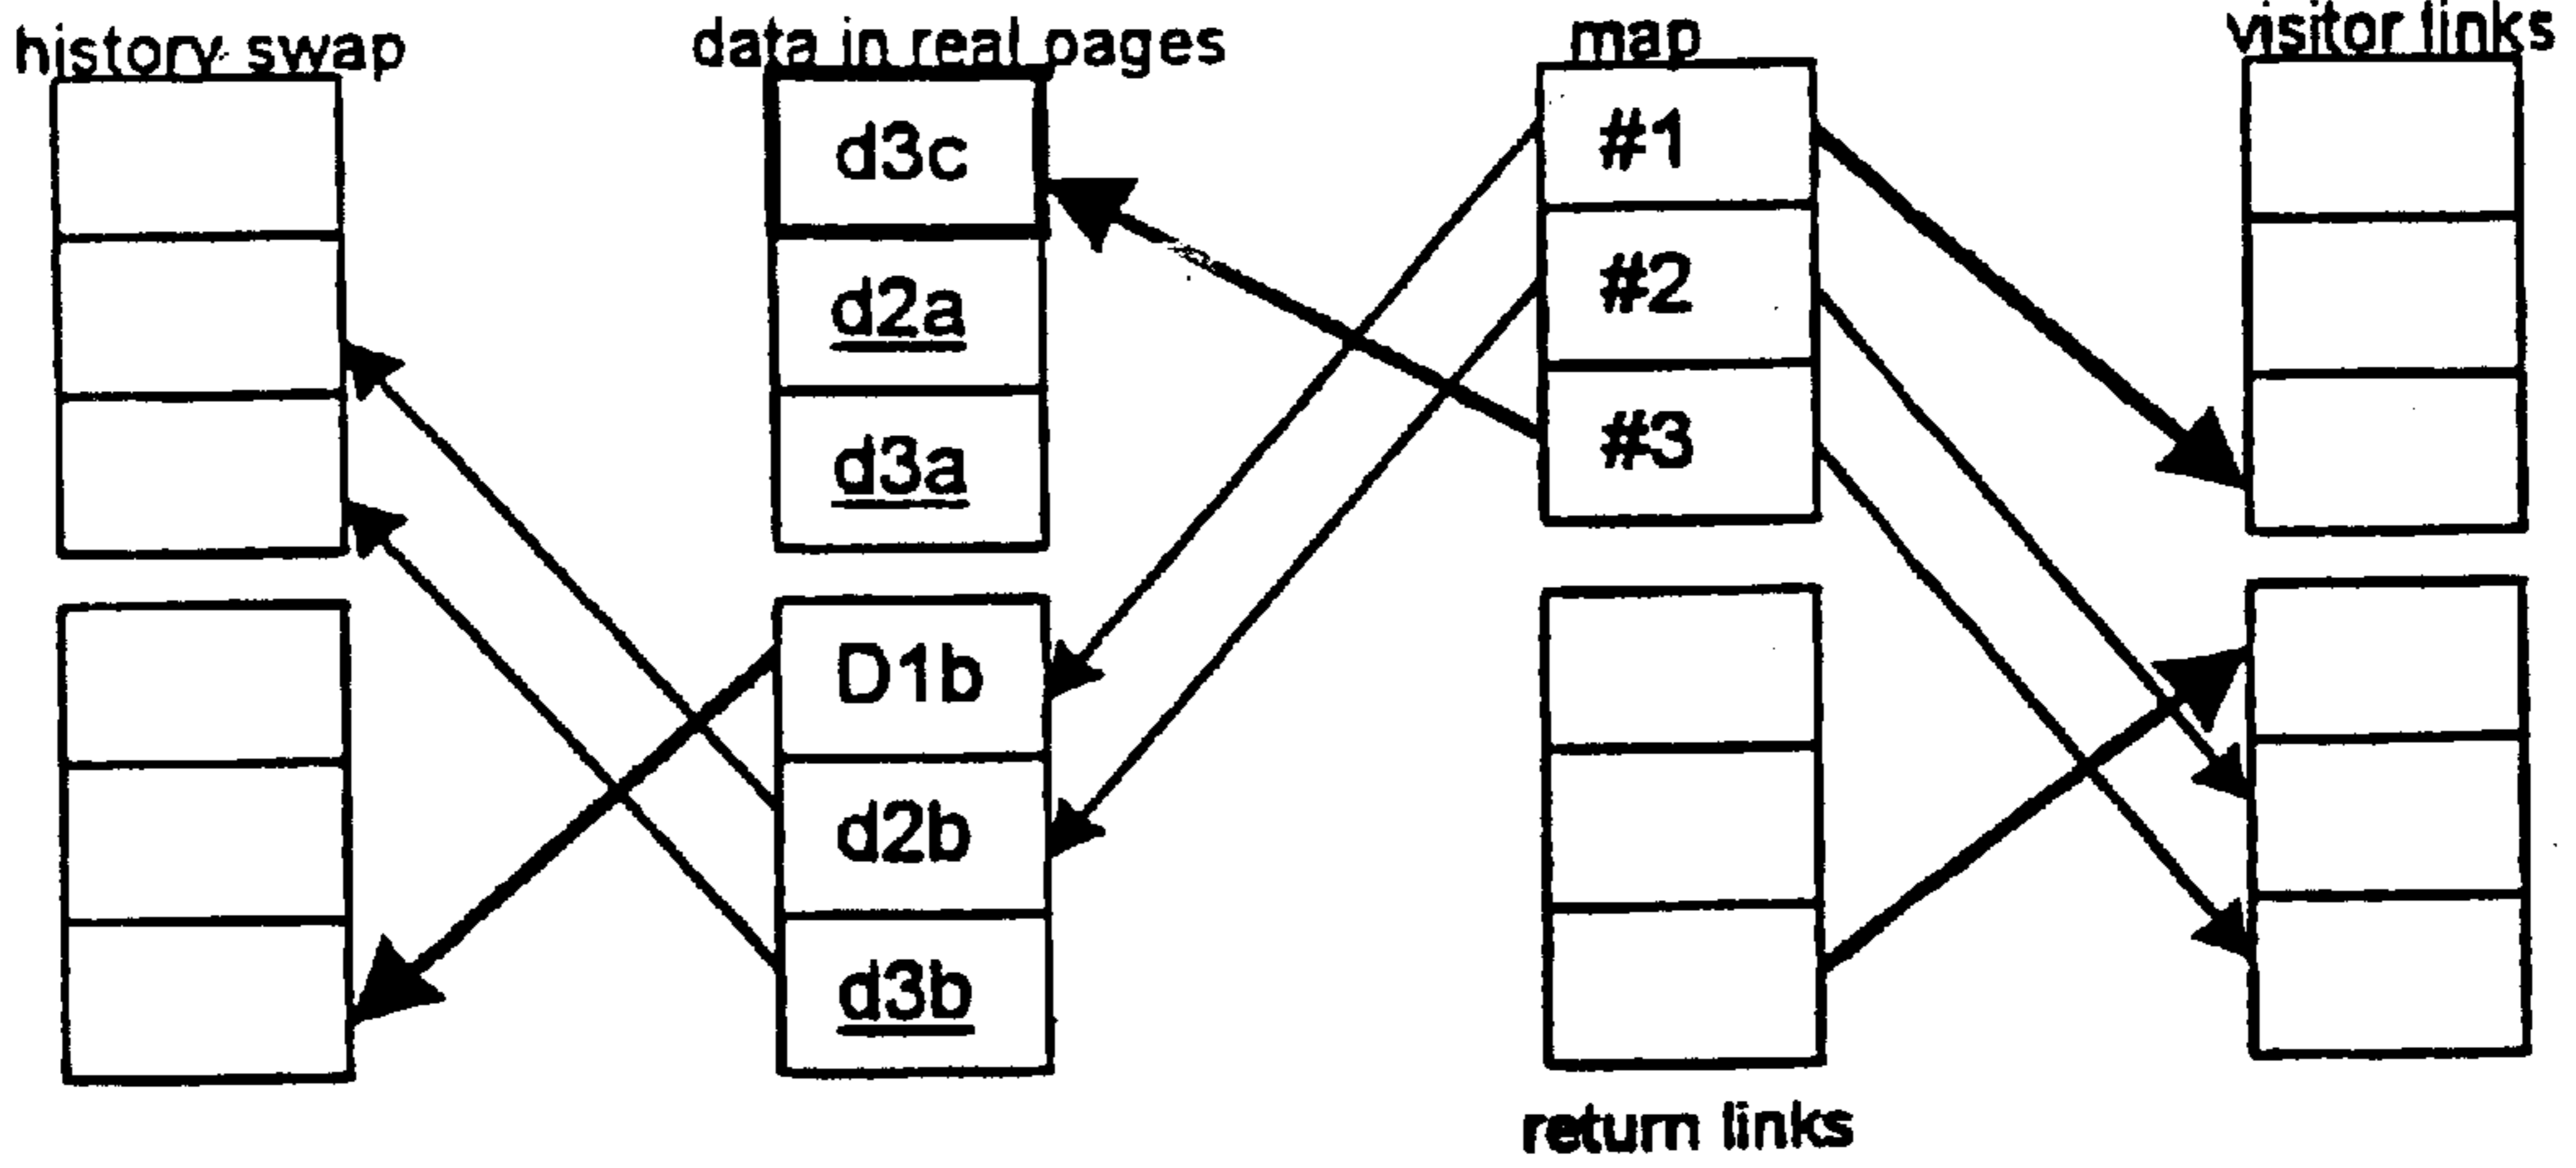 history swap
data in real pages
map
visitor links
d3c
d2a
d3a
D1b
d2b
d3b
#1
#2
#3
return links